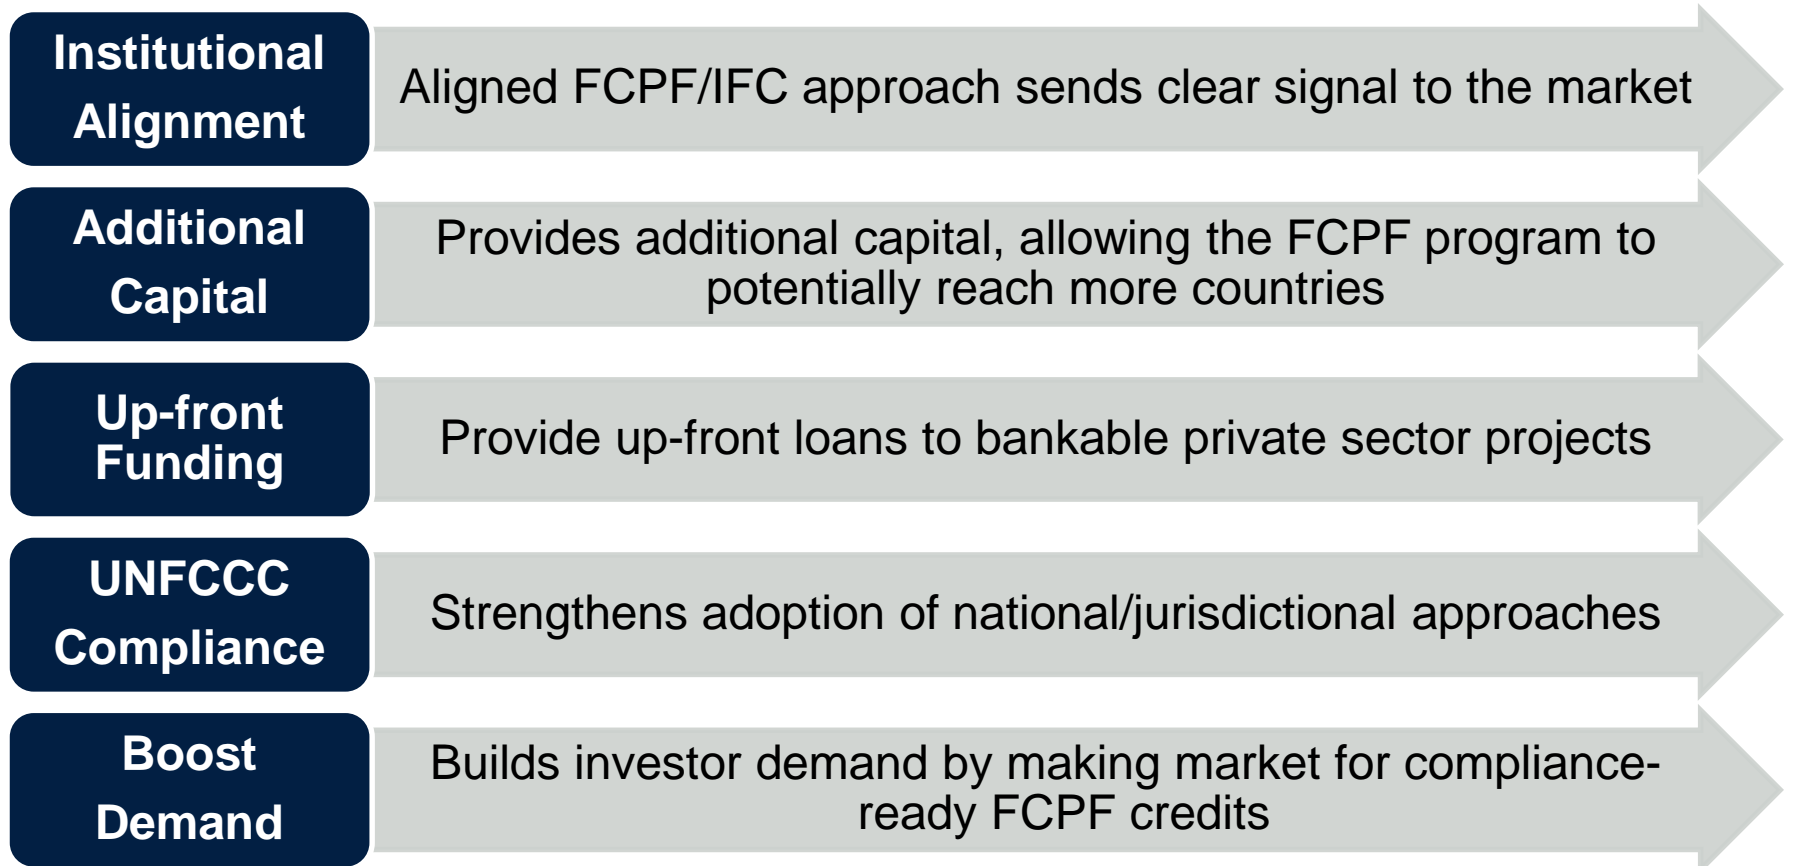 Institutional
Alignment
Aligned FCPF/IFC approach sends clear signal to the market
Additional
Capital
Provides additional capital, allowing the FCPF program to
potentially reach more countries
Up-front
Funding
Provide up-front loans to bankable private sector projects
UNFCCC
Compliance
Strengthens adoption of national/jurisdictional approaches
Boost
Demand
Builds investor demand by making market for compliance-
ready FCPF credits